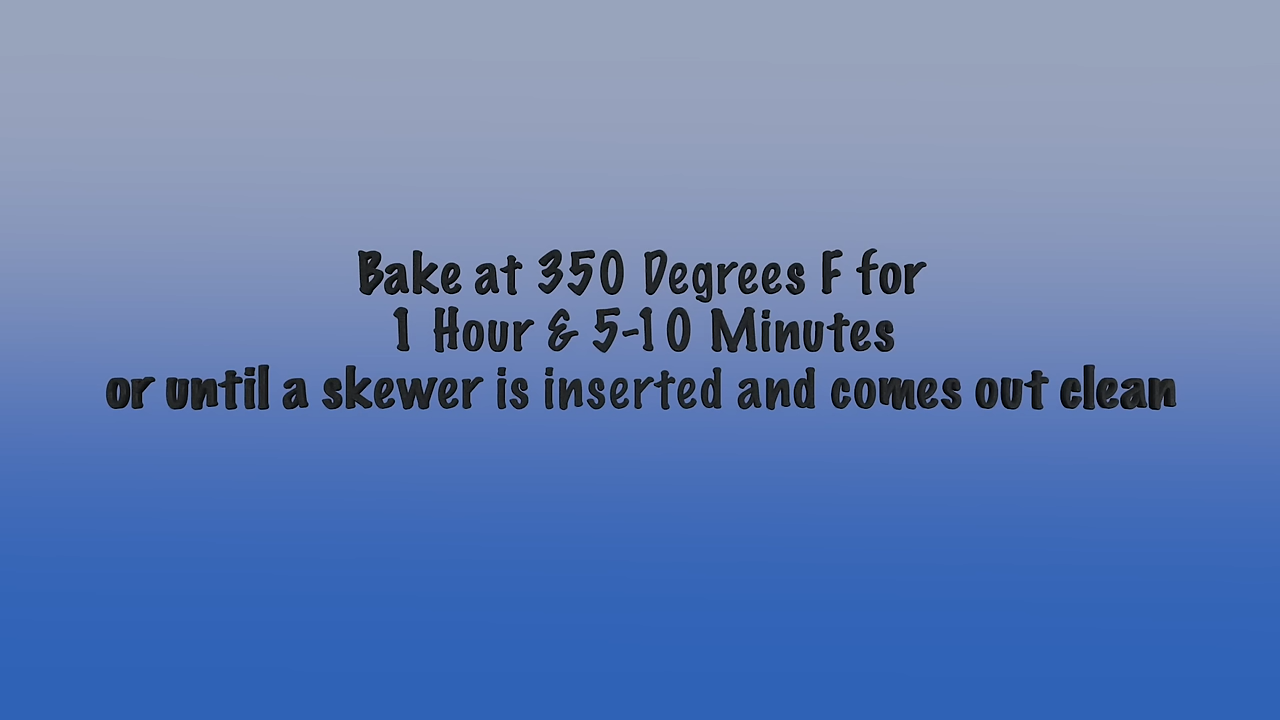 Bake at 350 Degrees F for
1 Hour & 5-10 Minutes
or until a skewer is inserted and comes out clean